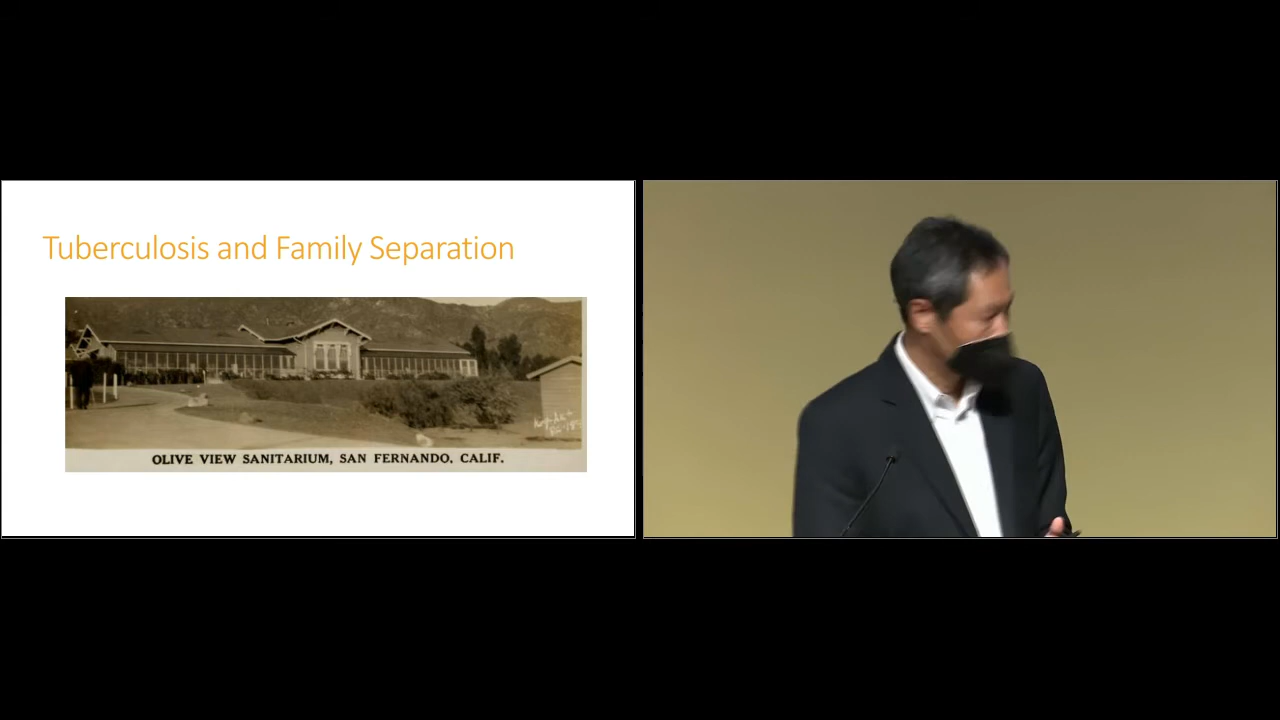 Tuberculosis and Family Separation
OLIVE VIEW SANITARIUM, SAN FERNANDO, CALIF.